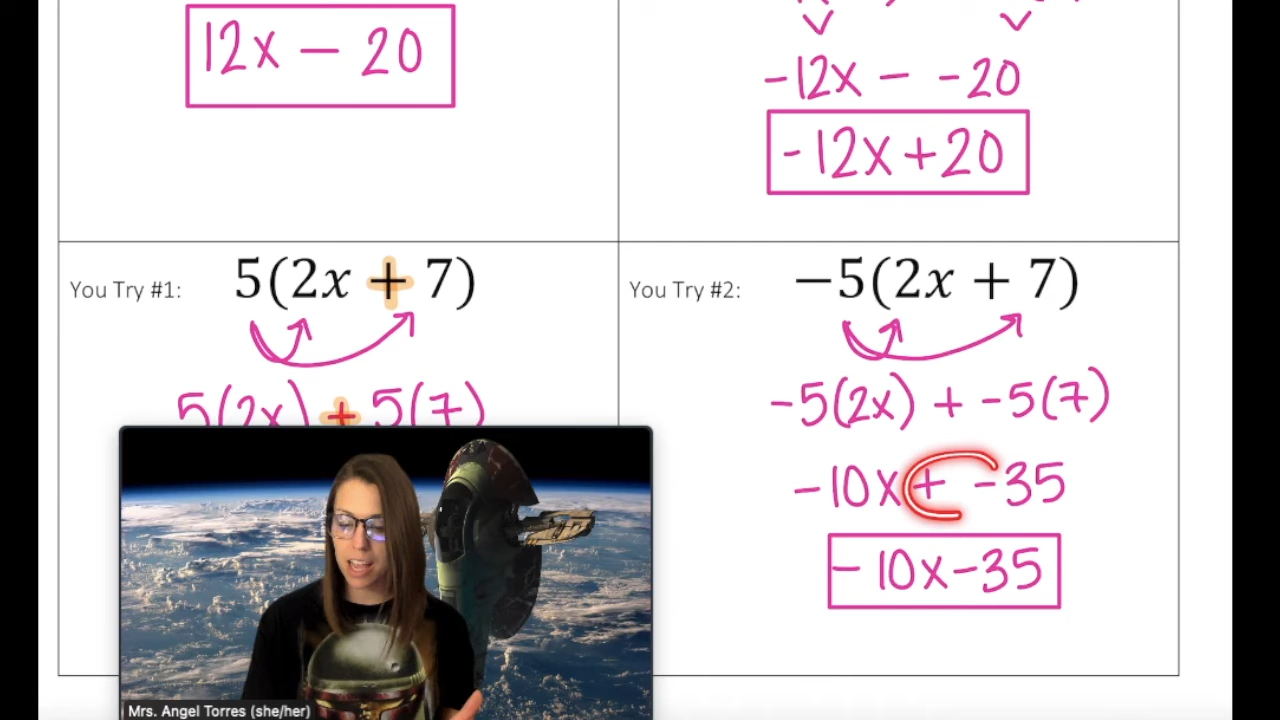 12x - 20
-12x - -20
-12x + 20
You Try #1: 5(2x + 7)
5(2x) + 5(7)
You Try #2: −5(2x + 7)
-5(2x) + -5(7)
-10x + -35
-10x - 35
Mrs. Angel Torres (she/her)